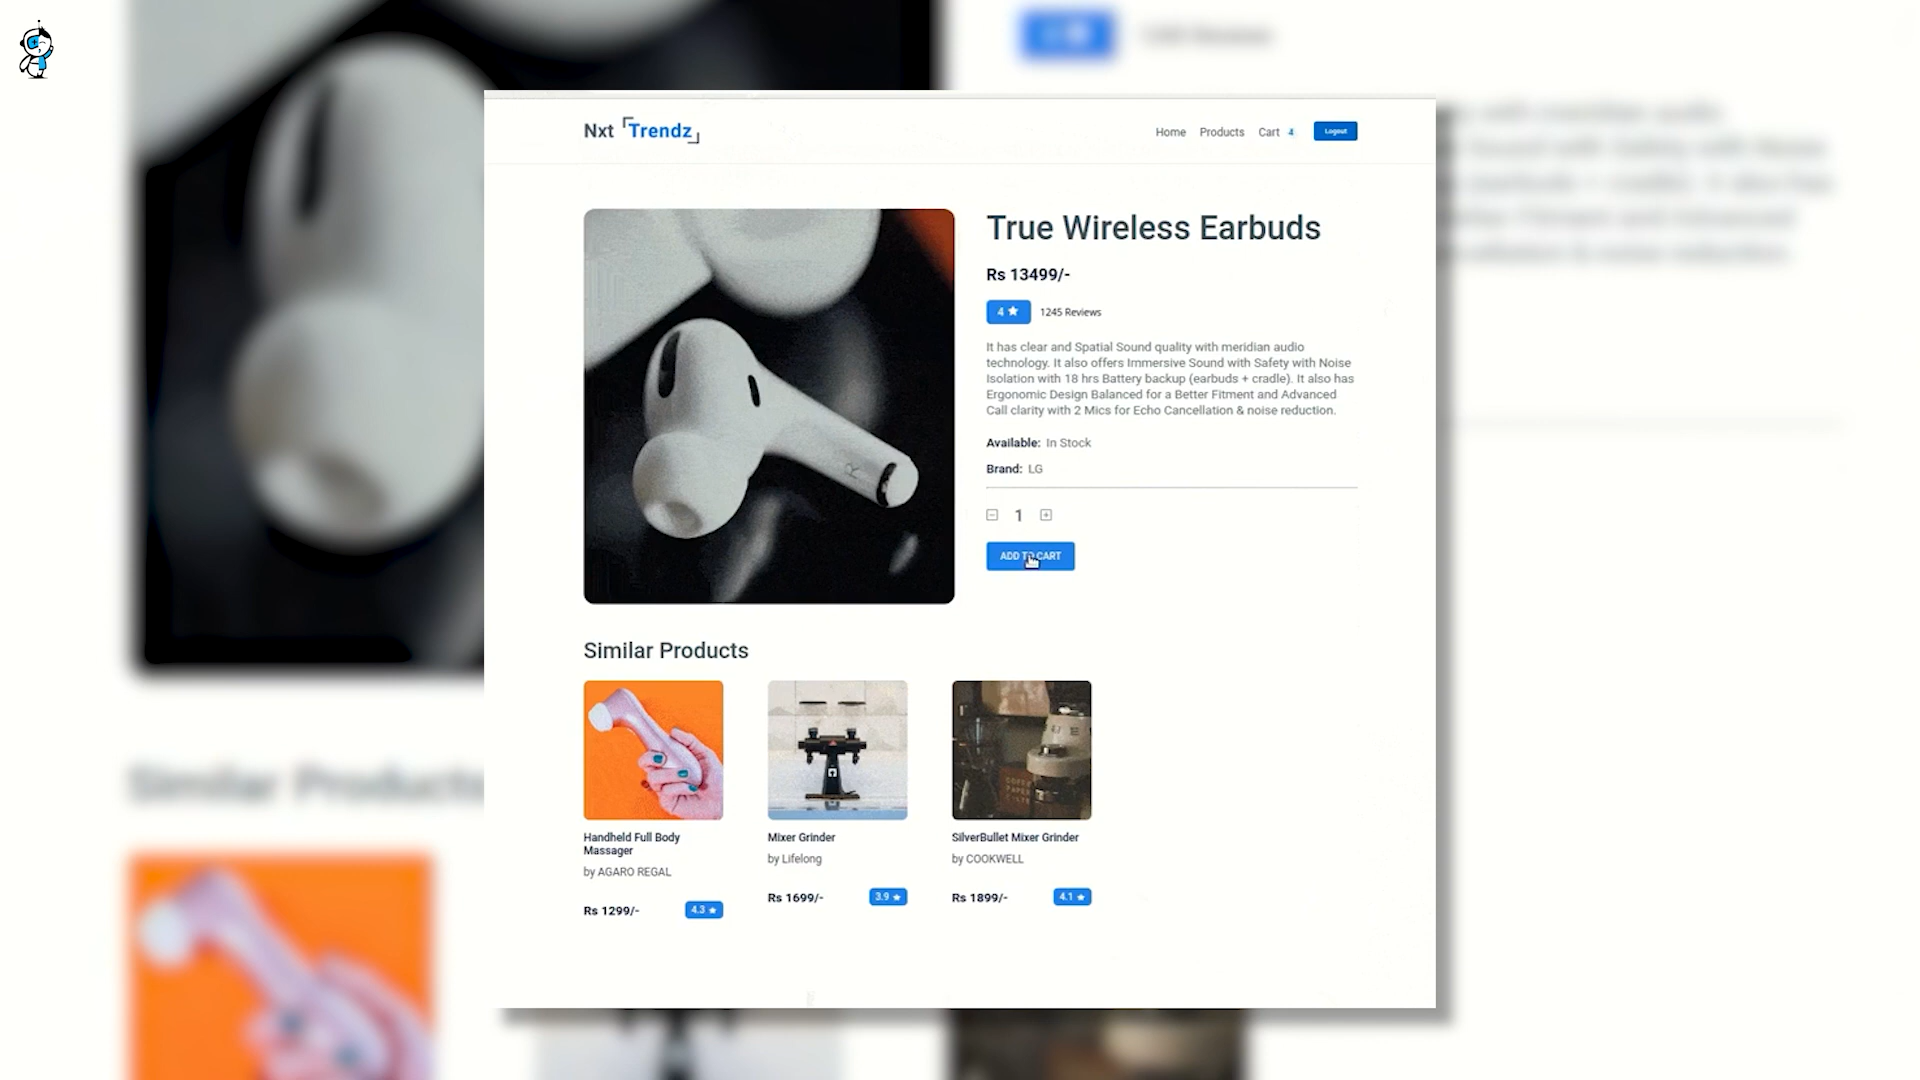 Nxt Trendz
Home Products Cart 4 Logout
True Wireless Earbuds
Rs 13499/-
4 1245 Reviews
It has clear and Spatial Sound quality with meridian audio
technology. It also offers Immersive Sound with Safety with Noise
Isolation with 18 hrs Battery backup (earbuds + cradle). It also has
Ergonomic Design Balanced for a Better Fitment and Advanced
Call clarity with 2 Mics for Echo Cancellation & noise reduction.
Available: In Stock
Brand: LG
1
ADD TO CART
R
Similar Products
Handheld Full Body
Massager
by AGARO REGAL
Rs 1299/- 4.3
Mixer Grinder
by Lifelong
Rs 1699/- 3.9
SilverBullet Mixer Grinder
by COOKWELL
Rs 1899/- 4.1
Similar Products